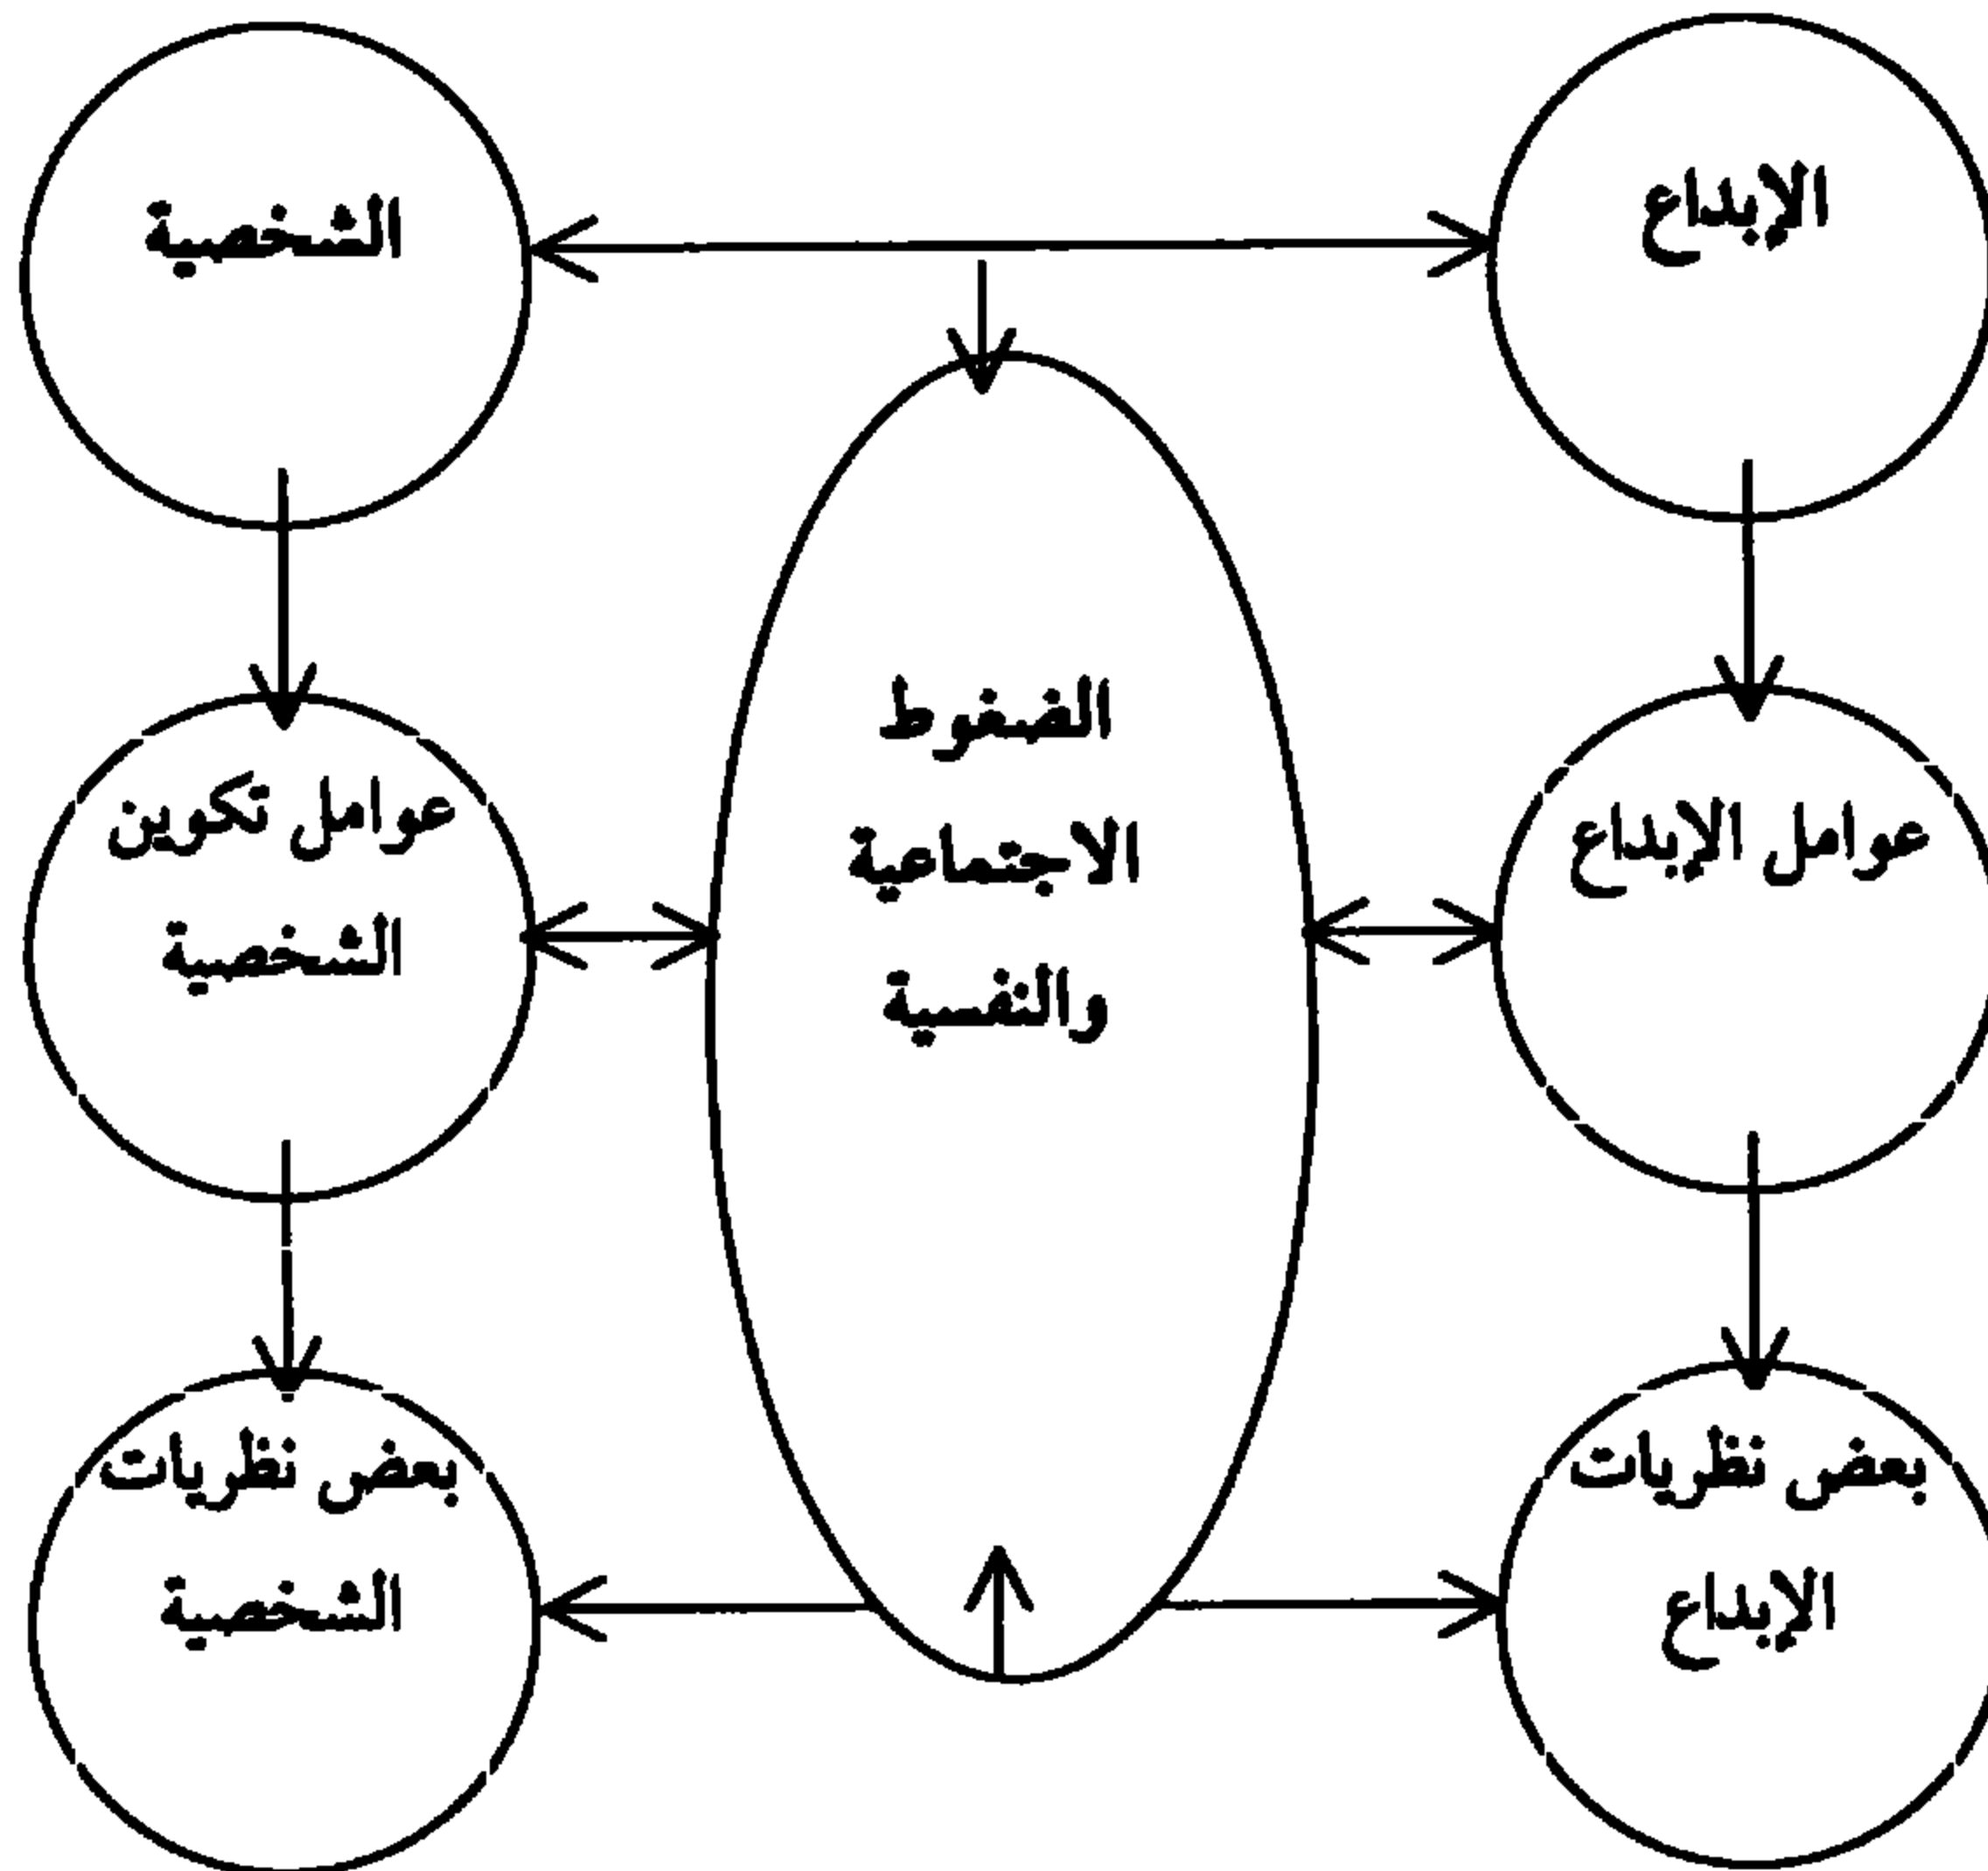 الإبداع
الشخصية
عوامل الإبداع
الضغوط
الاجتماعية
والنفسية
عوامل تكوين
الشخصية
بعض نظريات
الإبداع
بعض نظريات
الشخصية